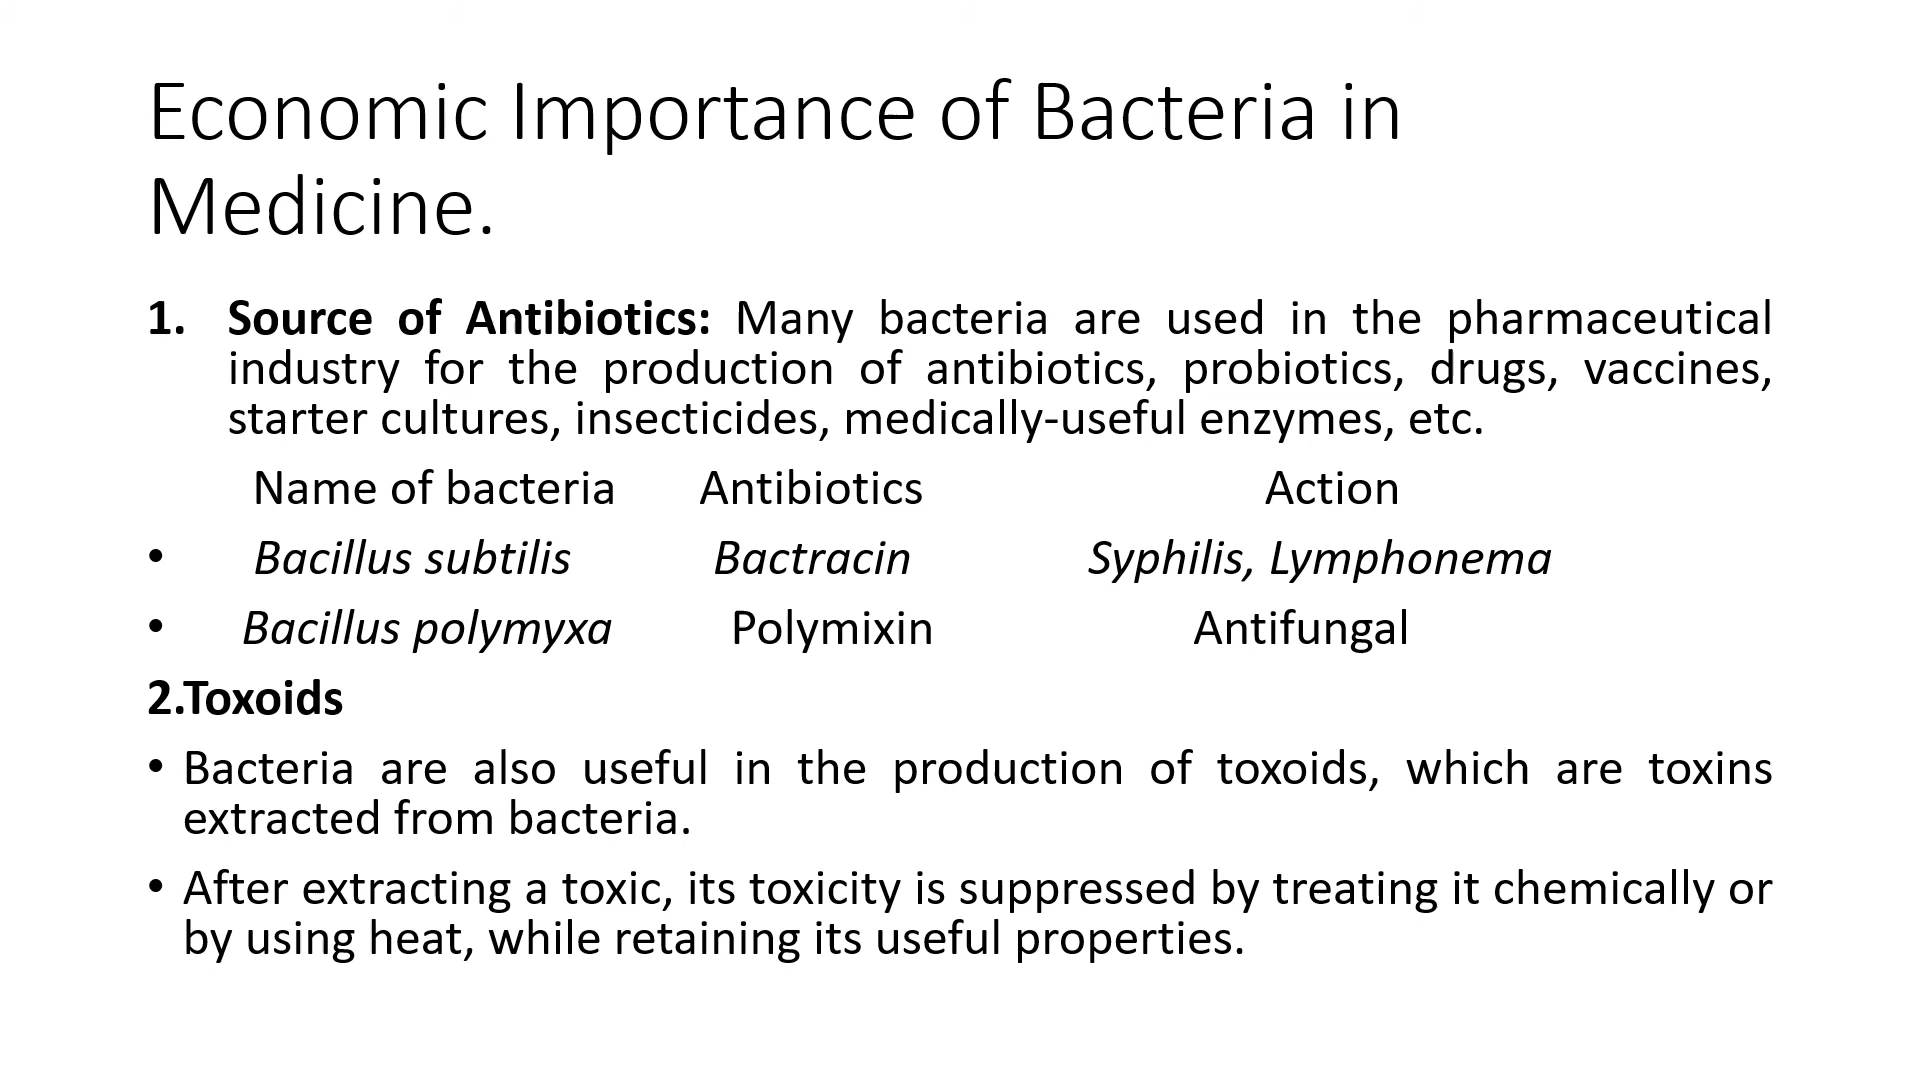 Economic Importance of Bacteria in
Medicine.
1. Source of Antibiotics: Many bacteria are used in the pharmaceutical
industry for the production of antibiotics, probiotics, drugs, vaccines,
starter cultures, insecticides, medically-useful enzymes, etc.
Name of bacteria Antibiotics Action
• Bacillus subtilis Bactracin Syphilis, Lymphonema
• Bacillus polymyxa Polymixin Antifungal
2.Toxoids
• Bacteria are also useful in the production of toxoids, which are toxins
extracted from bacteria.
• After extracting a toxic, its toxicity is suppressed by treating it chemically or
by using heat, while retaining its useful properties.